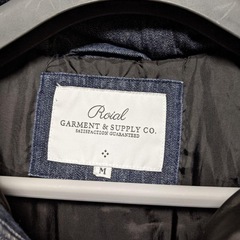 Roial
GARMENT & SUPPLY CO.
SATISFACTION GUARANTEED
M